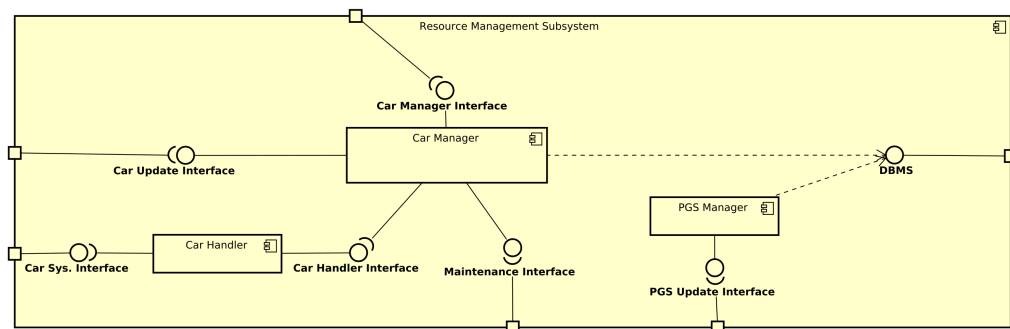 Resource Management Subsystem
Car Manager Interface
Car Manager
Car Update Interface
DBMS
PGS Manager
Car Handler
Car Sys. Interface
Car Handler Interface
Maintenance Interface
PGS Update Interface